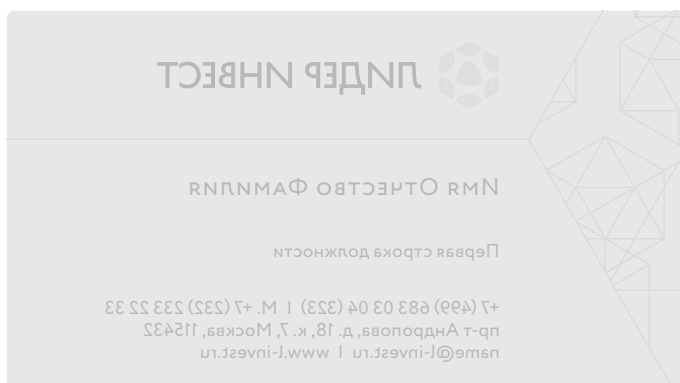 ЛИДЕР ИНВЕСТ
Имя Отчество Фамилия
Первая строка должности
+7 (499) 683 03 04 (323) | М. +7 (232) 233 22 33
пр-т Андропова, д. 18, к. 7, Москва, 115432
name@l-invest.ru | www.l-invest.ru